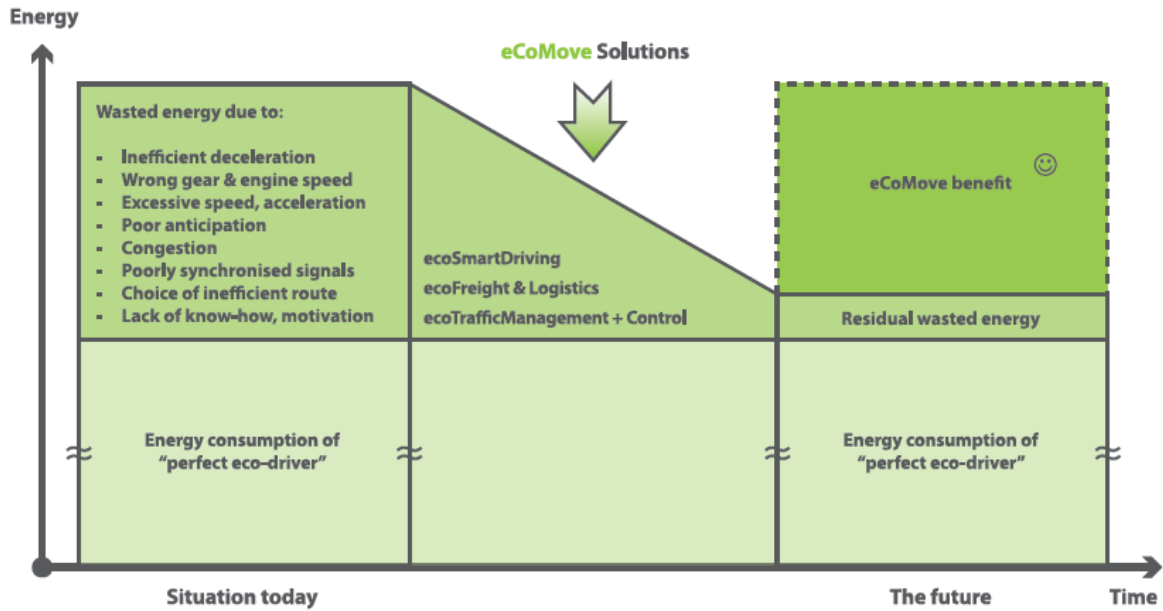 Energy
eCoMove Solutions
Wasted energy due to:
- Inefficient deceleration
- Wrong gear & engine speed
- Excessive speed, acceleration
- Poor anticipation
- Congestion
- Poorly synchronised signals
- Choice of inefficient route
- Lack of know-how, motivation
ecoSmartDriving
ecoFreight & Logistics
ecoTrafficManagement + Control
eCoMove benefit
Residual wasted energy
Energy consumption of
“perfect eco-driver”
Energy consumption of
“perfect eco-driver”
Situation today
The future
Time